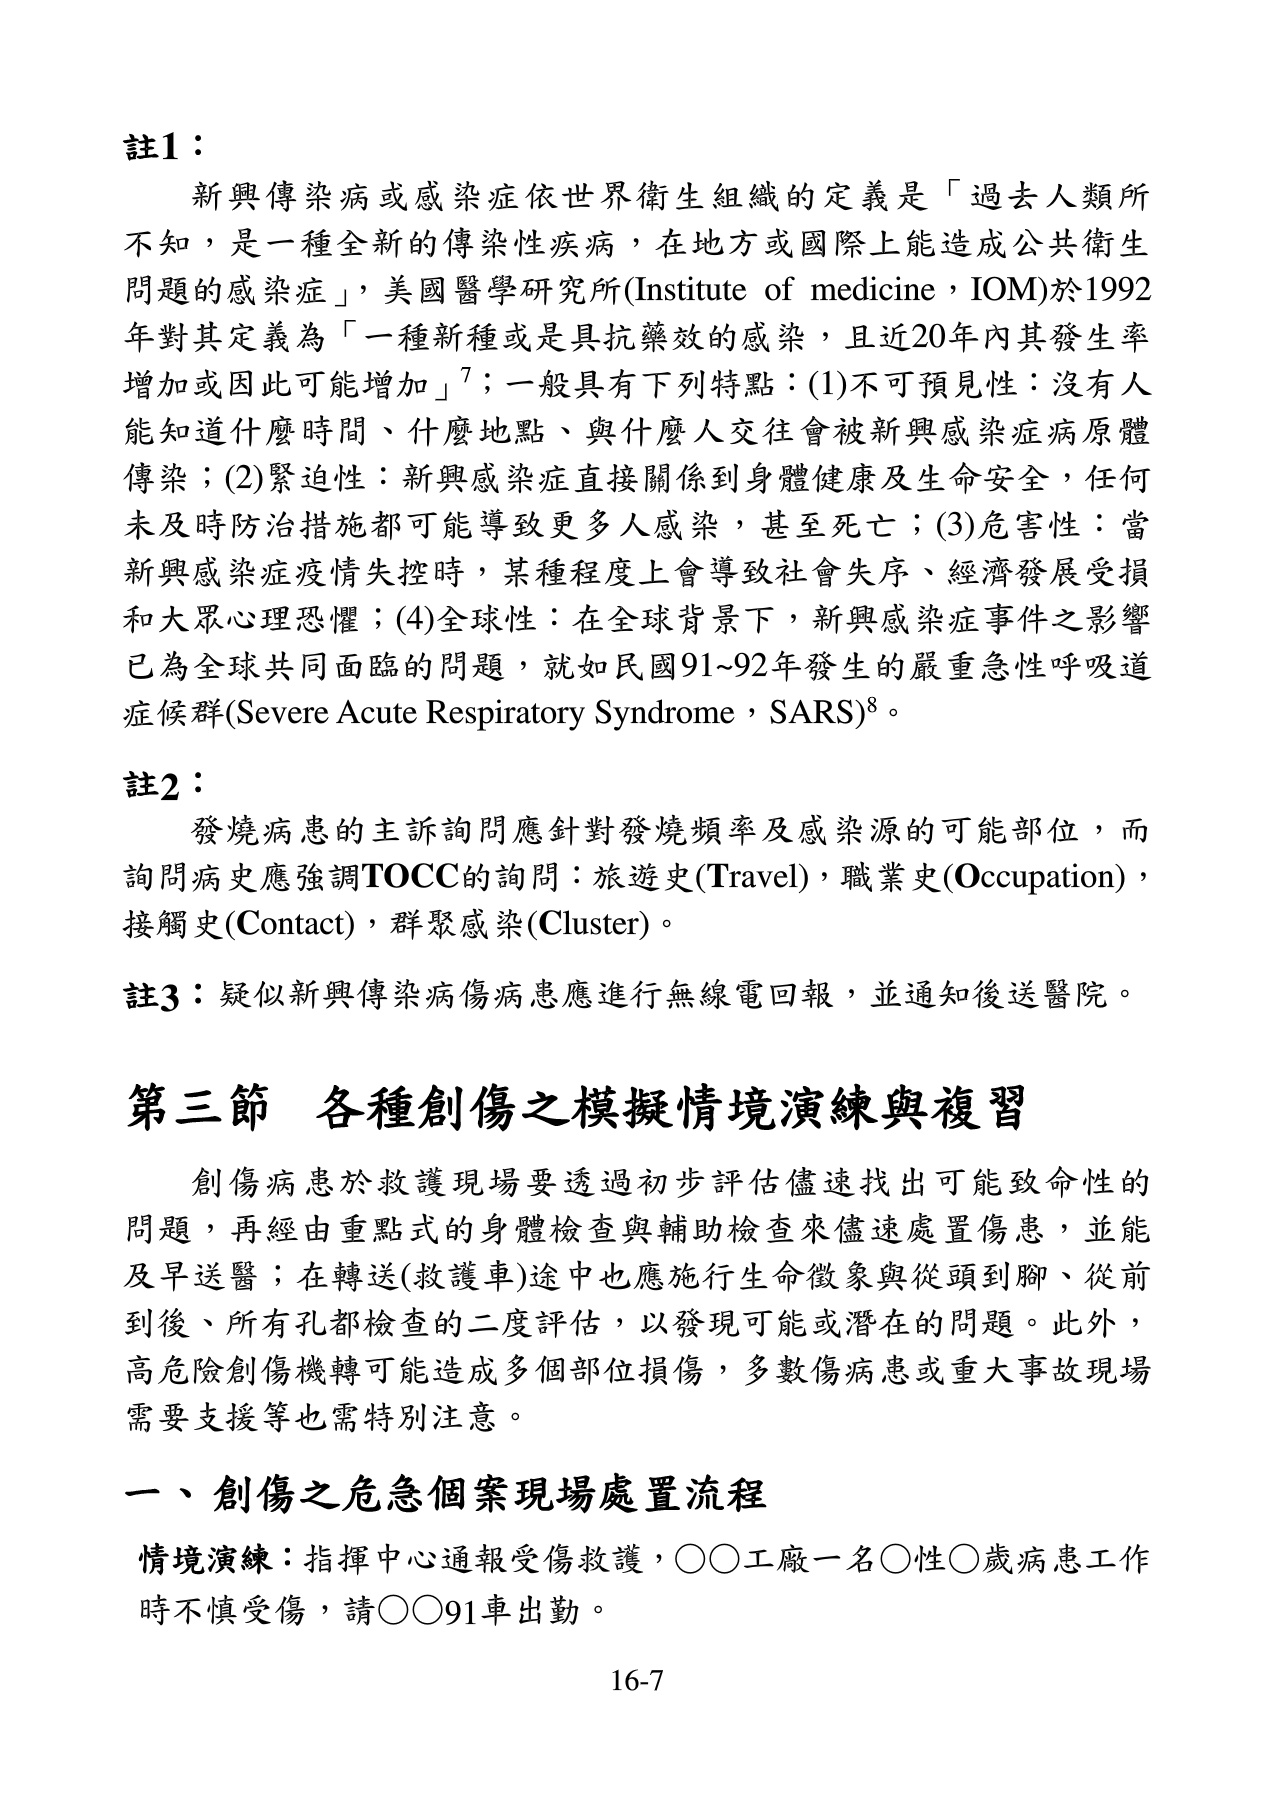 註1：
新興傳染病或感染症依世界衛生組織的定義是「過去人類所
不知，是一種全新的傳染性疾病，在地方或國際上能造成公共衛生
問題的感染症」，美國醫學研究所(Institute of medicine，IOM)於1992
年對其定義為「一種新種或是具抗藥效的感染，且近20年內其發生率
增加或因此可能增加」7；一般具有下列特點：(1)不可預見性：沒有人
能知道什麼時間、什麼地點、與什麼人交往會被新興感染症病原體
傳染；(2)緊迫性：新興感染症直接關係到身體健康及生命安全，任何
未及時防治措施都可能導致更多人感染，甚至死亡；(3)危害性：當
新興感染症疫情失控時，某種程度上會導致社會失序、經濟發展受損
和大眾心理恐懼；(4)全球性：在全球背景下，新興感染症事件之影響
已為全球共同面臨的問題，就如民國91~92年發生的嚴重急性呼吸道
症候群(Severe Acute Respiratory Syndrome，SARS)8。
註2：
發燒病患的主訴詢問應針對發燒頻率及感染源的可能部位，而
詢問病史應強調TOCC的詢問：旅遊史(Travel)，職業史(Occupation)，
接觸史(Contact)，群聚感染(Cluster)。
註3：疑似新興傳染病傷病患應進行無線電回報，並通知後送醫院。
第三節　各種創傷之模擬情境演練與複習
創傷病患於救護現場要透過初步評估儘速找出可能致命性的
問題，再經由重點式的身體檢查與輔助檢查來儘速處置傷患，並能
及早送醫；在轉送(救護車)途中也應施行生命徵象與從頭到腳、從前
到後、所有孔都檢查的二度評估，以發現可能或潛在的問題。此外，
高危險創傷機轉可能造成多個部位損傷，多數傷病患或重大事故現場
需要支援等也需特別注意。
一、創傷之危急個案現場處置流程
情境演練：指揮中心通報受傷救護，○○工廠一名○性○歲病患工作
時不慎受傷，請○○91車出勤。
16-7